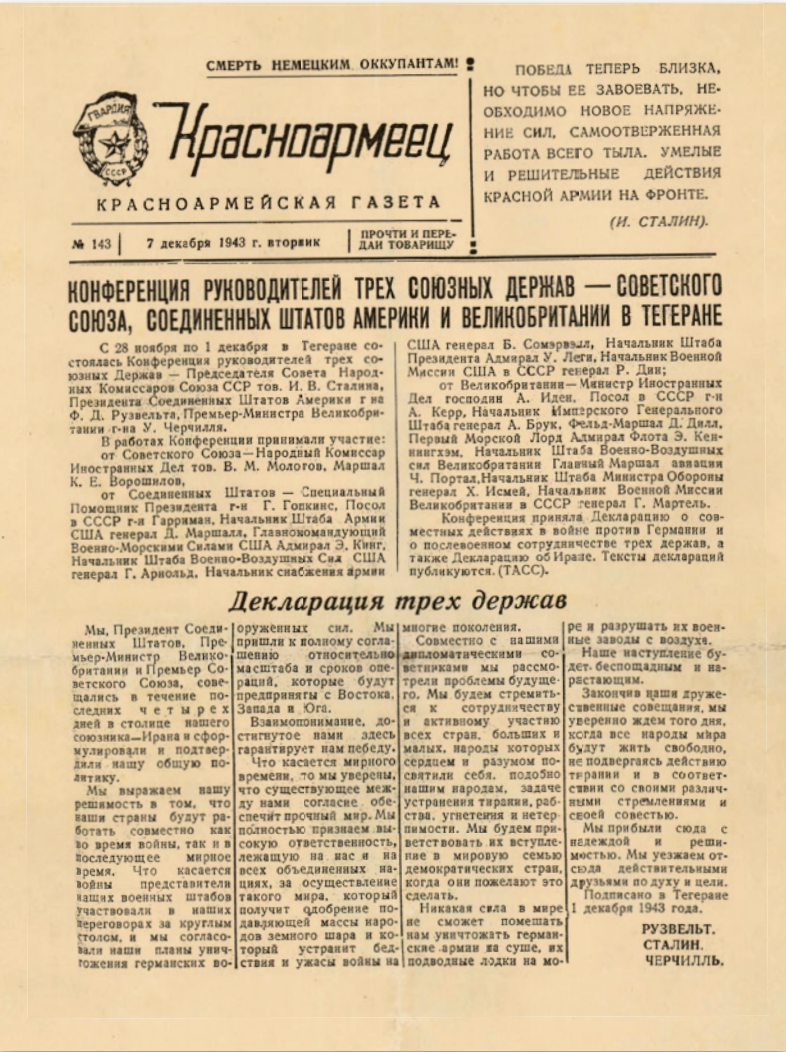 СМЕРТЬ НЕМЕЦКИМ ОККУПАНТАМ!
ГВАРДИЯ
СССР
Красноармеец
КРАСНОАРМЕЙСКАЯ ГАЗЕТА
№ 143
7 декабря 1943 г. вторник
ПРОЧТИ И ПЕРЕ-
ДАЙ ТОВАРИЩУ
ПОБЕДА ТЕПЕРЬ БЛИЗКА,
НО ЧТОБЫ ЕЕ ЗАВОЕВАТЬ, НЕ-
ОБХОДИМО НОВОЕ НАПРЯЖЕ-
НИЕ СИЛ, САМООТВЕРЖЕННАЯ
РАБОТА ВСЕГО ТЫЛА. УМЕЛЫЕ
И РЕШИТЕЛЬНЫЕ ДЕЙСТВИЯ
КРАСНОЙ АРМИИ НА ФРОНТЕ.
(И. СТАЛИН).
КОНФЕРЕНЦИЯ РУКОВОДИТЕЛЕЙ ТРЕХ СОЮЗНЫХ ДЕРЖАВ — СОВЕТСКОГО
СОЮЗА, СОЕДИНЕННЫХ ШТАТОВ АМЕРИКИ И ВЕЛИКОБРИТАНИИ В ТЕГЕРАНЕ
С 28 ноября по 1 декабря в Тегеране со-
стоялась Конференция руководителей трех со-
юзных Держав — Председателя Совета Народ-
ных Комиссаров Союза ССР тов. И. В. Сталина,
Президента Соединенных Штатов Америки г на
Ф. Д. Рузвельта, Премьер-Министра Великобри-
тании г-на У. Черчилля.
В работах Конференции принимали участие:
от Советского Союза—Народный Комиссар
Иностранных Дел тов. В. М. Молотов, Маршал
К. Е. Ворошилов,
от Соединенных Штатов — Специальный
Помощник Президента г-н Г. Гопкинс, Посол
в СССР г-н Гарриман, Начальник Штаба Армии
США генерал Д. Маршалл, Главнокомандующий
Военно-Морскими Силами США Адмирал Э. Кинг,
Начальник Штаба Военно-Воздушных Сил США
генерал Г. Арнольд, Начальник снабжения армии
США генерал Б. Сомэрвэлл, Начальник Штаба
Президента Адмирал У. Леги, Начальник Военной
Миссии США в СССР генерал Р. Дин;
от Великобритании—Министр Иностранных
Дел господин А. Иден, Посол в СССР г-н
А. Керр, Начальник Имперского Генерального
Штаба генерал А. Брук, Фельд-Маршал Д. Дилл,
Первый Морской Лорд Адмирал Флота Э. Кен-
нингхэм, Начальник Штаба Военно-Воздушных
сил Великобритании Главный Маршал авиации
Ч. Портал, Начальник Штаба Министра Обороны
генерал Х. Исмей, Начальник Военной Миссии
Великобритании в СССР генерал Г. Мартель.
Конференция приняла Декларацию о сов-
местных действиях в войне против Германии и
о послевоенном сотрудничестве трех держав, а
также Декларацию об Иране. Тексты деклараций
публикуются. (ТАСС).
Декларация трех держав
Мы, Президент Соеди-
ненных Штатов, Пре-
мьер-Министр Велико-
британии и Премьер Со-
ветского Союза, сове-
щались в течение по-
следних четырех
дней в столице нашего
союзника—Ирана и сфор-
мулировали и подтвер-
дили нашу общую по-
литику.
Мы выражаем нашу
решимость в том, что
наши страны будут ра-
ботать совместно как
во время войны, так и в
последующее мирное
время. Что касается
войны представители
наших военных штабов
участвовали в наших
переговорах за круглым
столом, и мы согласо-
вали наши планы унич-
тожения германских во-
оруженных сил. Мы
пришли к полному согла-
шению относительно
масштаба и сроков опе-
раций, которые будут
предприняты с Востока,
Запада и Юга.
Взаимопонимание, до-
стигнутое нами здесь
гарантирует нам победу.
Что касается мирного
времени, то мы уверены,
что существующее меж-
ду нами согласие обе-
спечит прочный мир. Мы
полностью признаем вы-
сокую ответственность,
лежащую на нас и на
всех объединенных на-
циях, за осуществление
такого мира, который
получит одобрение по-
давляющей массы наро-
дов земного шара и ко-
торый устранит бед-
ствия и ужасы войны на
многие поколения.
Совместно с нашими
дипломатическими со-
ветниками мы рассмо-
трели проблемы будуще-
го. Мы будем стремить-
ся к сотрудничеству
и активному участию
всех стран, больших и
малых, народы которых
сердцем и разумом по-
святили себя, подобно
нашим народам, задаче
устранения тирании, раб-
ства, угнетения и нетер-
пимости. Мы будем при-
ветствовать их вступле-
ние в мировую семью
демократических стран,
когда они пожелают это
сделать.
Никакая сила в мире
не сможет помешать
нам уничтожать герман-
ские армии на суше, их
подводные лодки на мо-
ре и разрушать их воен-
ные заводы с воздуха.
Наше наступление бу-
дет беспощадным и на-
растающим.
Закончив наши друже-
ственные совещания, мы
уверенно ждем того дня,
когда все народы мира
будут жить свободно,
не подвергаясь действию
тирании и в соответ-
ствии со своими различ-
ными стремлениями и
своей совестью.
Мы прибыли сюда с
надеждой и реши-
мостью. Мы уезжаем от-
сюда действительными
друзьями по духу и цели.
Подписано в Тегеране
1 декабря 1943 года.
РУЗВЕЛЬТ.
СТАЛИН.
ЧЕРЧИЛЛЬ.